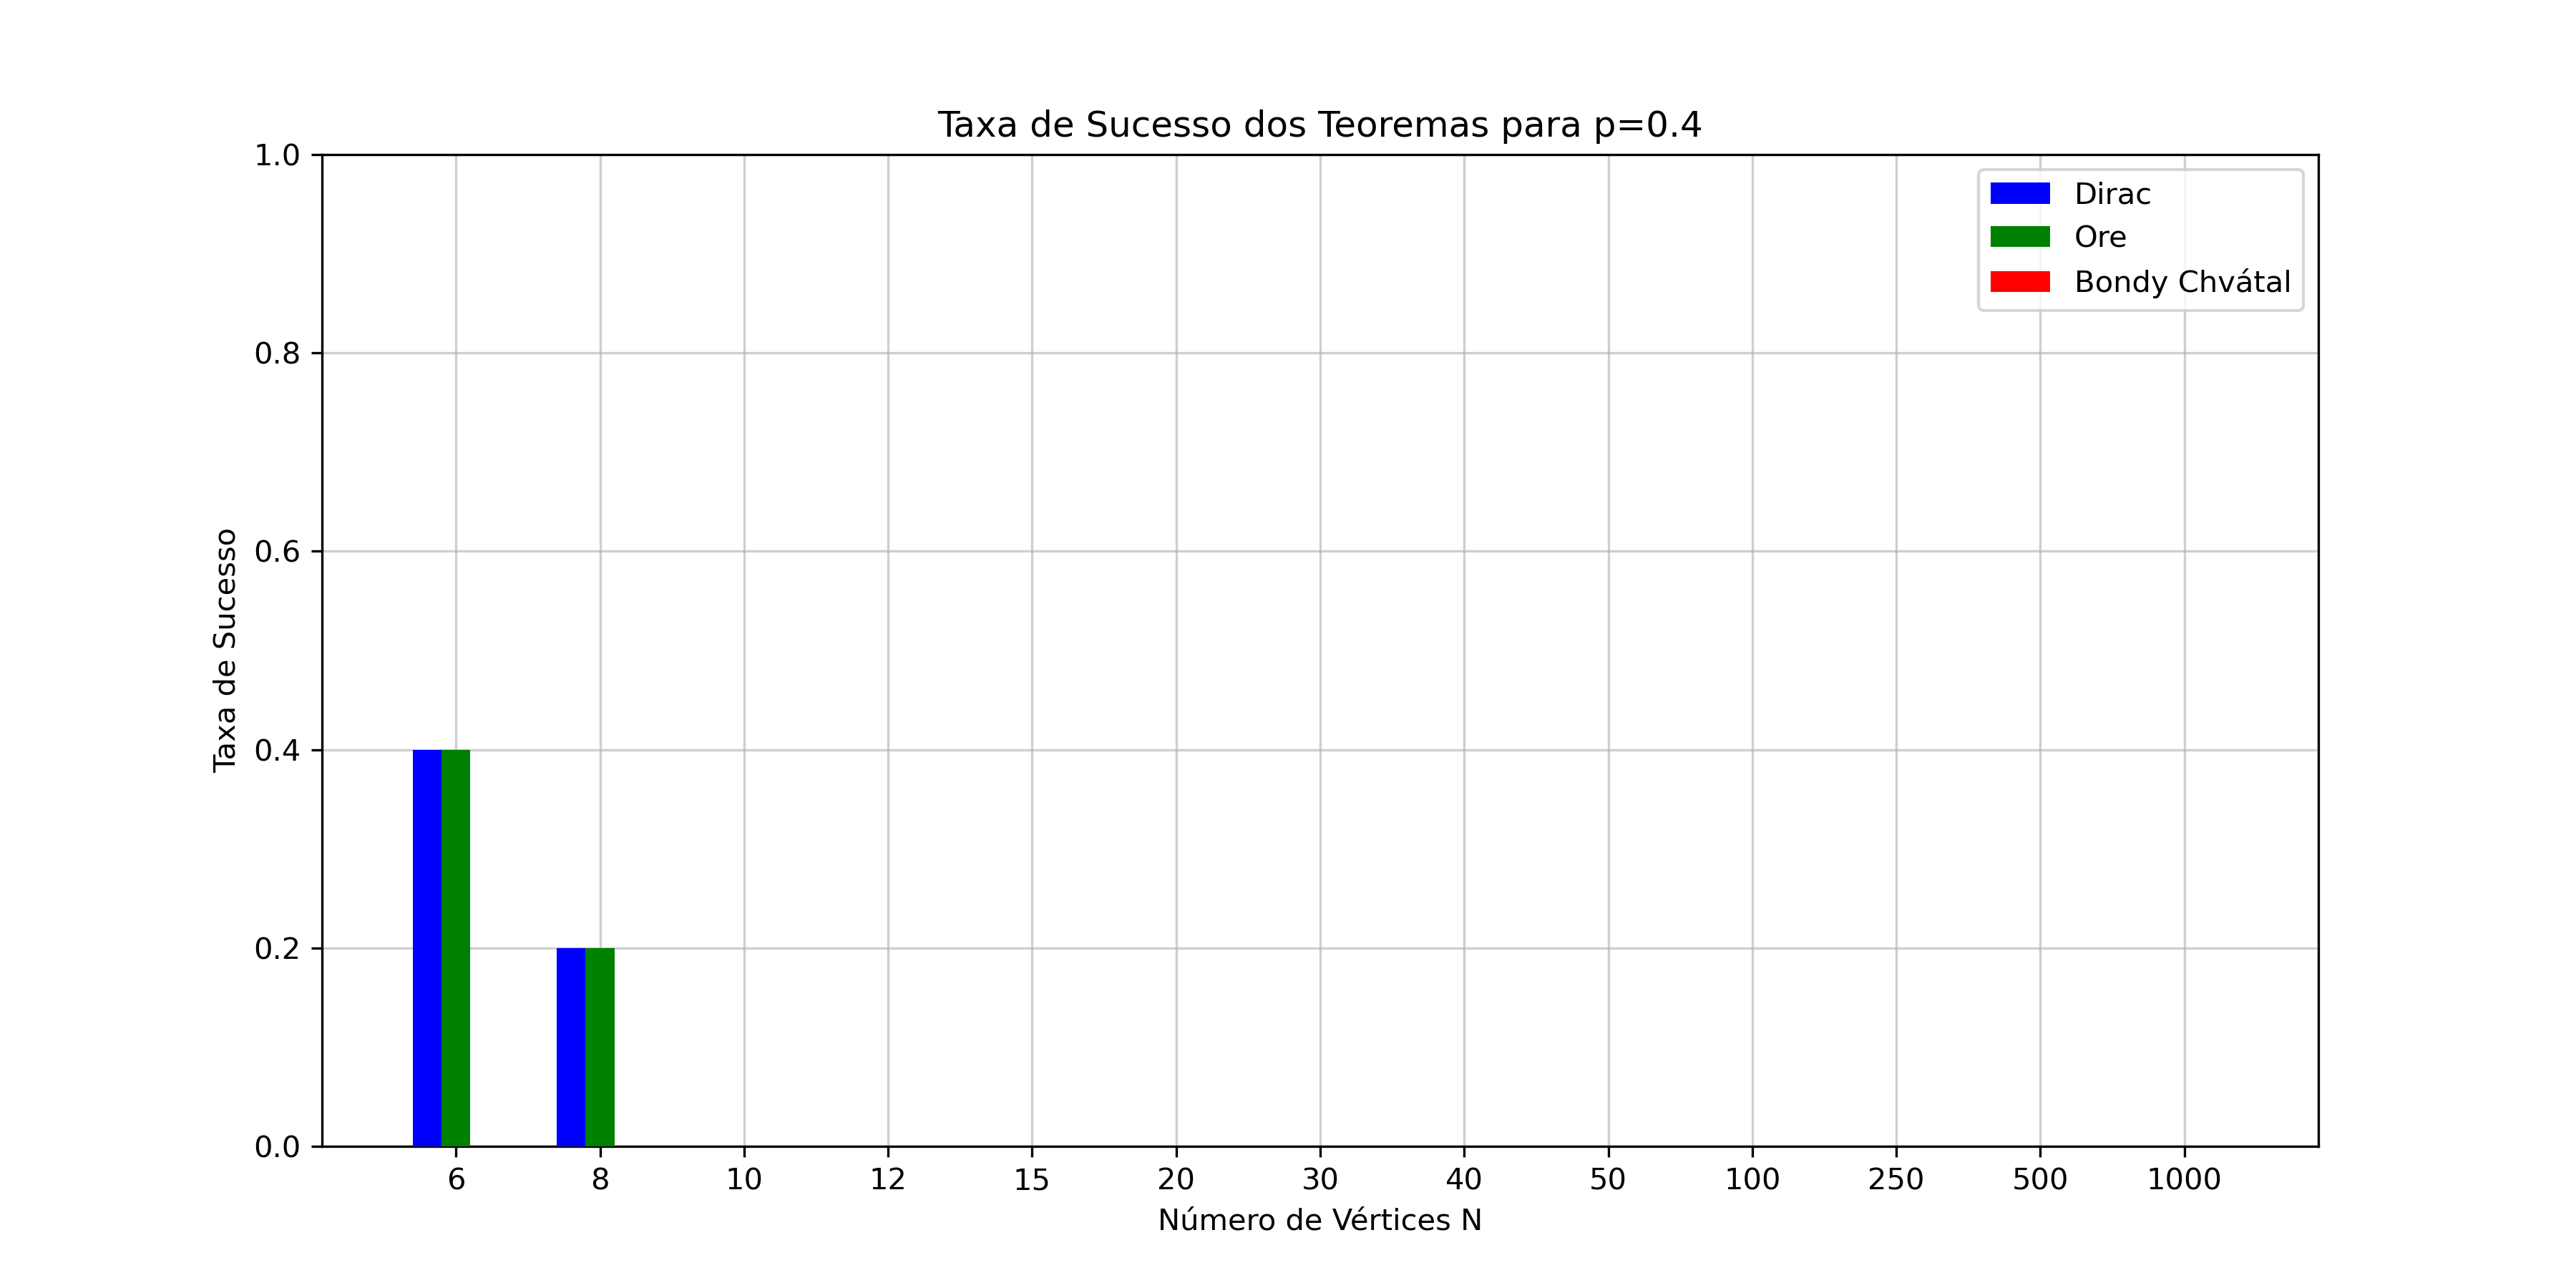 Taxa de Sucesso dos Teoremas para p=0.4
1.0
0.8
0.6
0.4
0.2
0.0
Taxa de Sucesso
Dirac
Ore
Bondy Chvátal
6 8 10 12 15 20 30 40 50 100 250 500 1000
Número de Vértices N